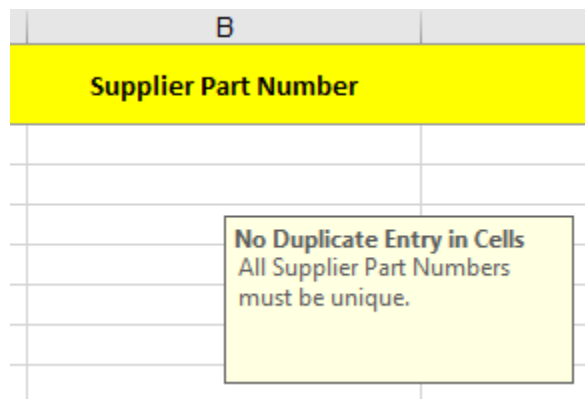 B
Supplier Part Number
No Duplicate Entry in Cells
All Supplier Part Numbers
must be unique.